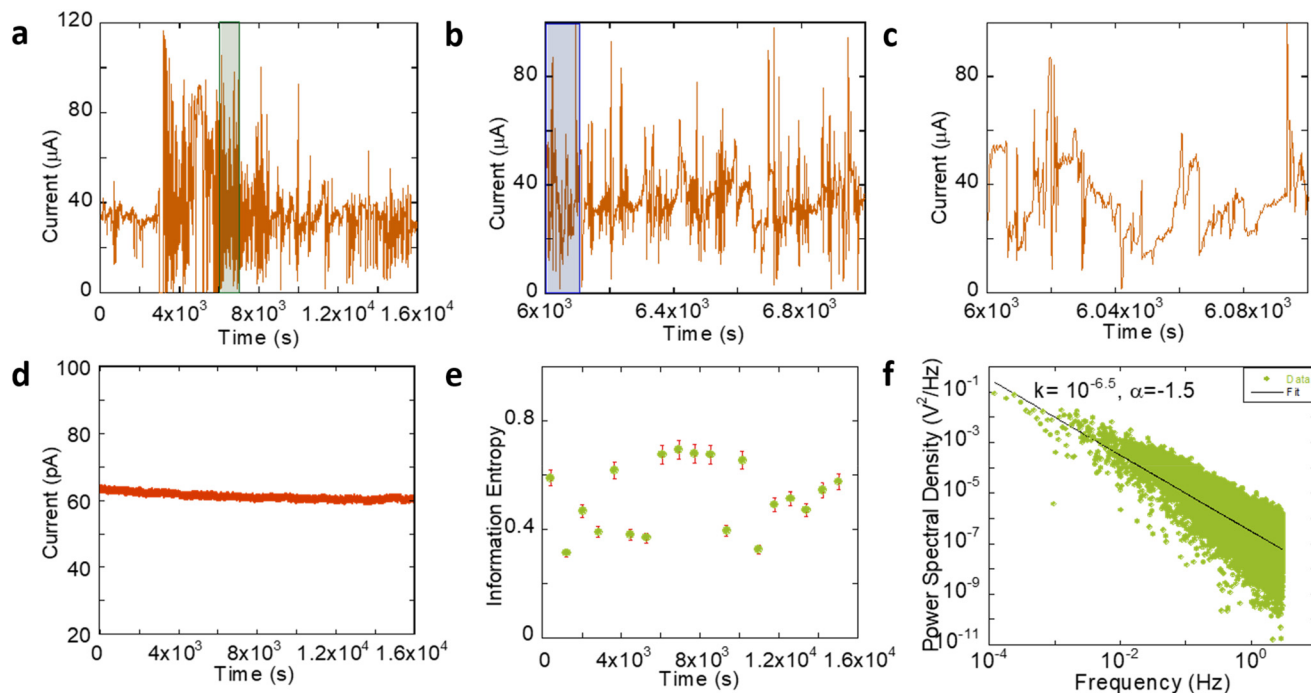 a
120
80
40
0
Current (μA)
0
4x10³
8x10³
1.2x10⁴
1.6x10⁴
Time (s)
b
80
40
0
Current (μA)
6x10³
6.4x10³
6.8x10³
Time (s)
c
80
40
0
Current (μA)
6x10³
6.04x10³
6.08x10³
Time (s)
d
100
80
60
40
20
Current (pA)
0
4x10³
8x10³
1.2x10⁴
1.6x10⁴
Time (s)
e
0.8
0.4
0
Information Entropy
0
4x10³
8x10³
1.2x10⁴
1.6x10⁴
Time (s)
f
k= 10⁻⁶·⁵, α=-1.5
Data
Fit
10⁻¹
10⁻³
10⁻⁵
10⁻⁷
10⁻⁹
10⁻¹¹
Power Spectral Density (V²/Hz)
10⁻⁴
10⁻²
10⁰
Frequency (Hz)